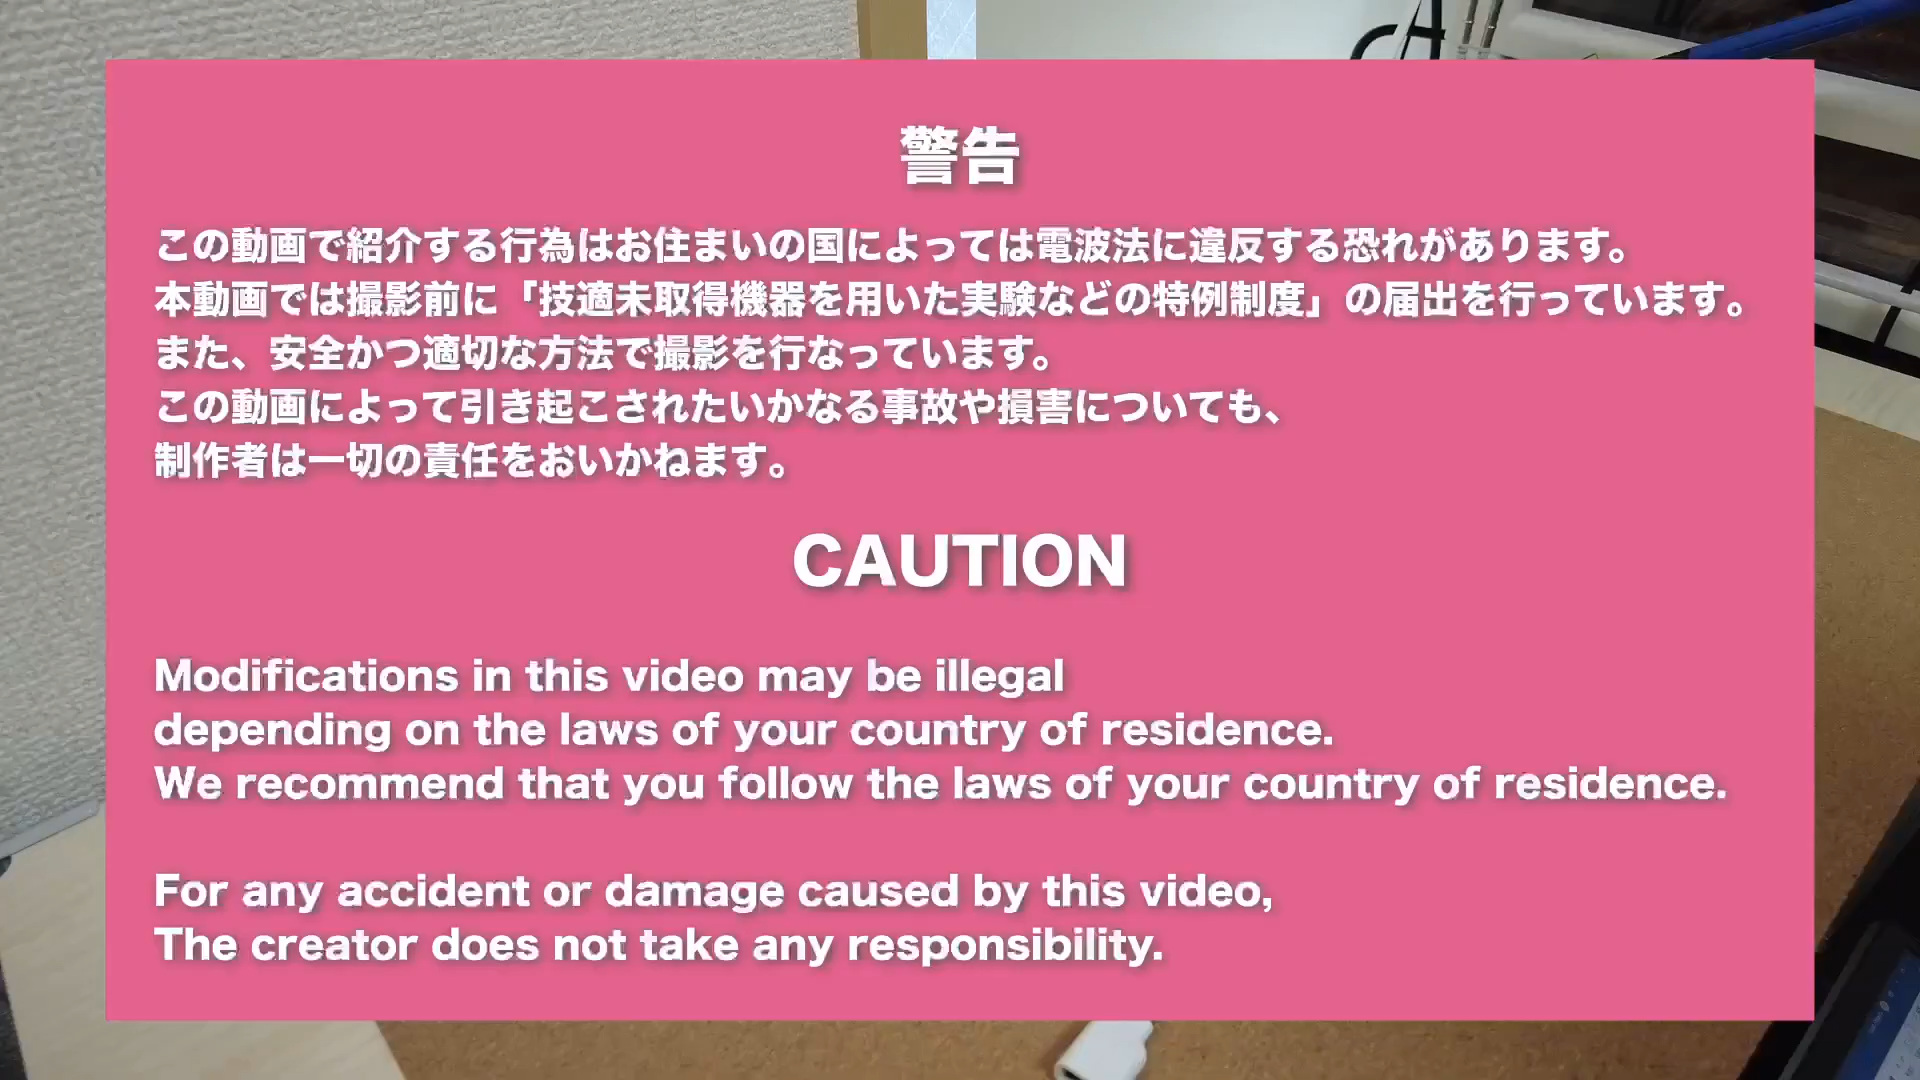 警告
この動画で紹介する行為はお住まいの国によっては電波法に違反する恐れがあります。
本動画では撮影前に「技適未取得機器を用いた実験などの特例制度」の届出を行っています。
また、安全かつ適切な方法で撮影を行なっています。
この動画によって引き起こされたいかなる事故や損害についても、
制作者は一切の責任をおいかねます。
CAUTION
Modifications in this video may be illegal
depending on the laws of your country of residence.
We recommend that you follow the laws of your country of residence.
For any accident or damage caused by this video,
The creator does not take any responsibility.